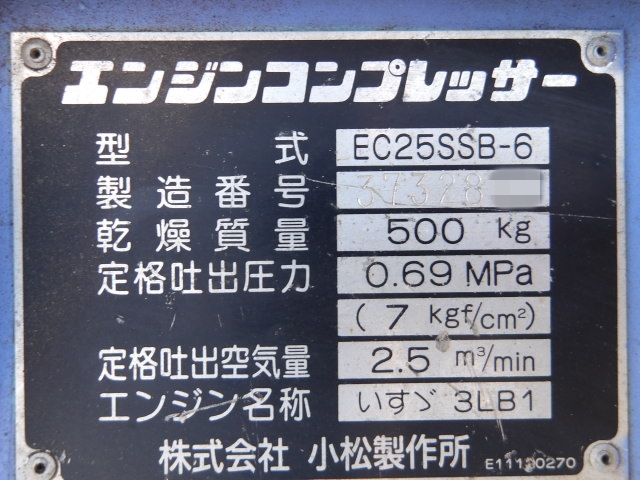 エンジンコンプレッサー
型式 EC25SSB-6
製造番号 37328
乾燥質量 500 kg
定格吐出圧力 0.69 MPa
(7 kgf/cm²)
定格吐出空気量 2.5 m³/min
エンジン名称 いすゞ 3LB1
株式会社 小松製作所